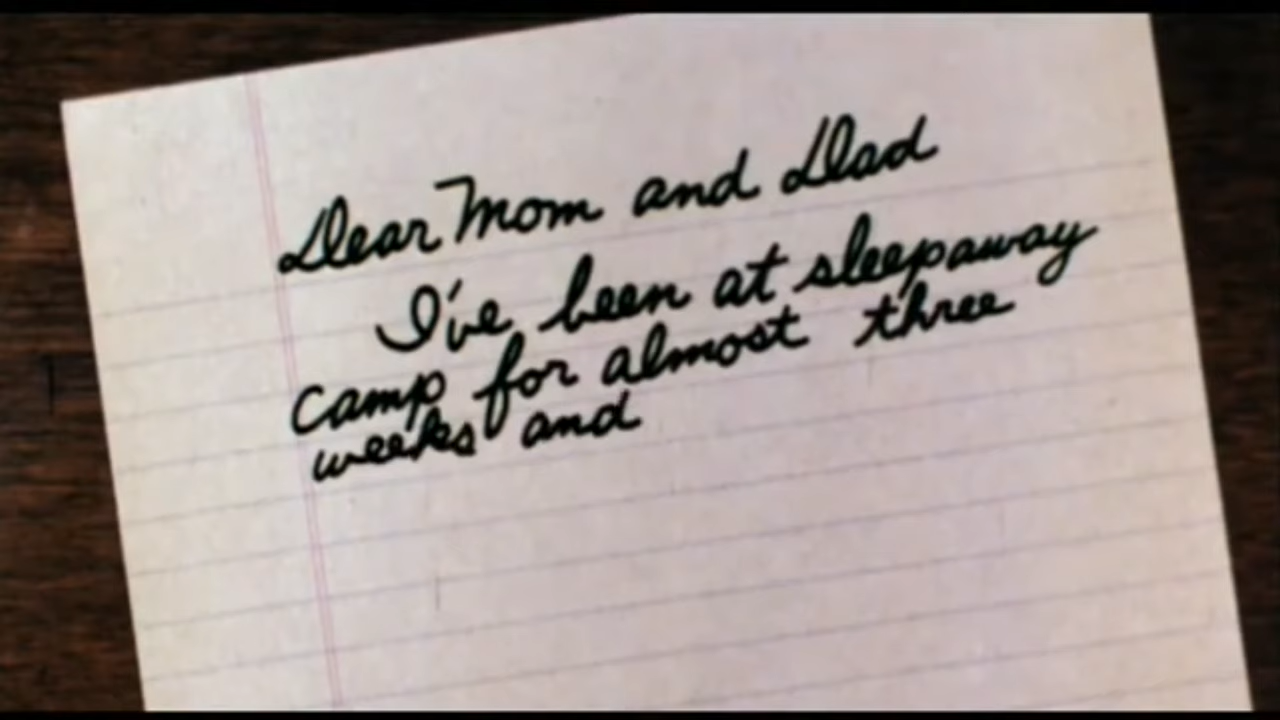 Dear Mom and Dad
I've been at sleepaway
camp for almost three
weeks and